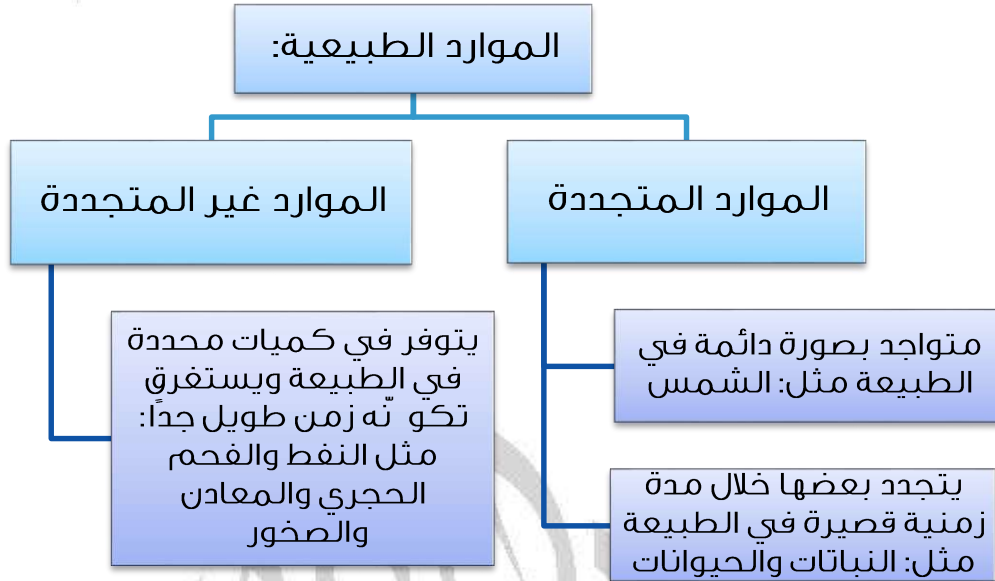 الموارد الطبيعية:
الموارد المتجددة
الموارد غير المتجددة
متواجد بصورة دائمة في
الطبيعة مثل: الشمس
يتجدد بعضها خلال مدة
زمنية قصيرة في الطبيعة
مثل: النباتات والحيوانات
يتوفر في كميات محددة
في الطبيعة ويستغرق
تكو ّنه زمن طويل جدًا:
مثل النفط والفحم
الحجري والمعادن
والصخور